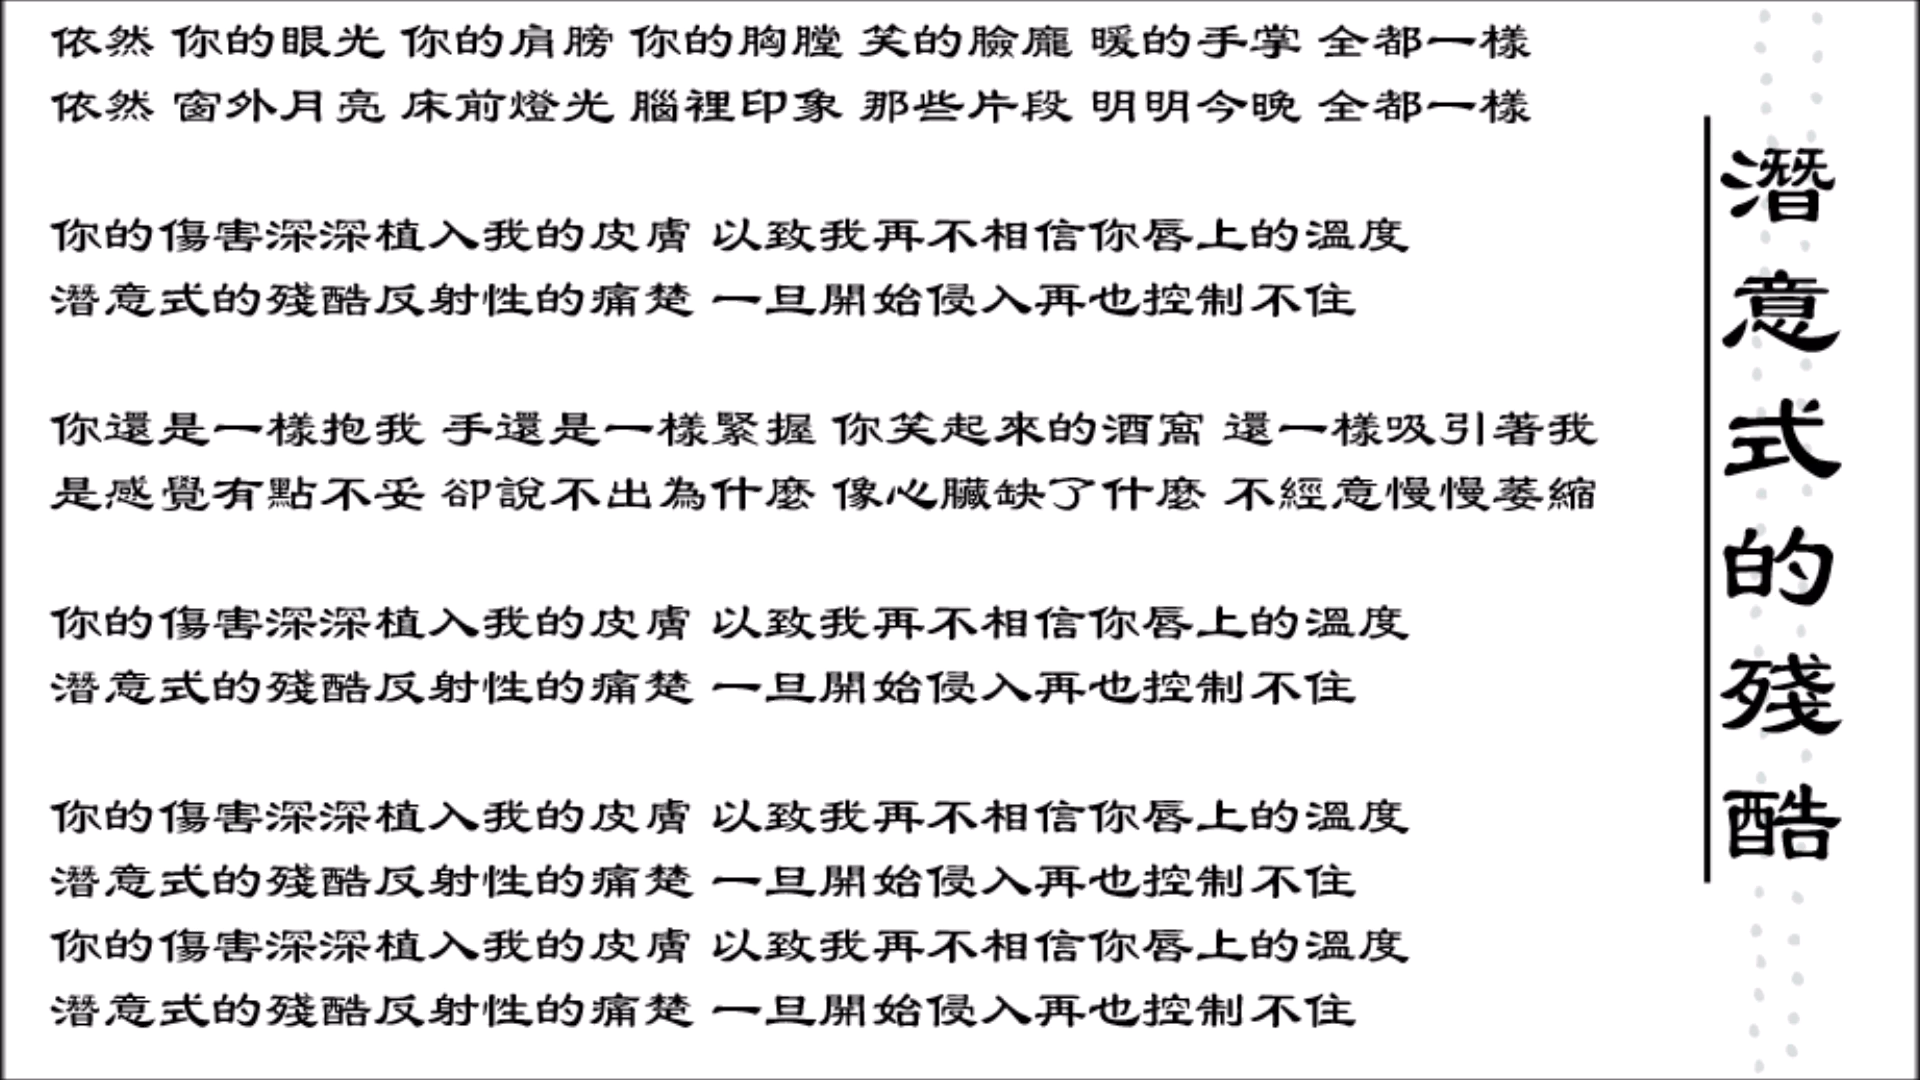 依然 你的眼光 你的肩膀 你的胸膛 笑的臉龐 暖的手掌 全都一樣
依然 窗外月亮 床前燈光 腦裡印象 那些片段 明明今晚 全都一樣
你的傷害深深植入我的皮膚 以致我再不相信你唇上的溫度
潛意式的殘酷反射性的痛楚 一旦開始侵入再也控制不住
你還是一樣抱我 手還是一樣緊握 你笑起來的酒窩 還一樣吸引著我
是感覺有點不妥 卻說不出為什麼 像心臟缺了什麼 不經意慢慢萎縮
你的傷害深深植入我的皮膚 以致我再不相信你唇上的溫度
潛意式的殘酷反射性的痛楚 一旦開始侵入再也控制不住
你的傷害深深植入我的皮膚 以致我再不相信你唇上的溫度
潛意式的殘酷反射性的痛楚 一旦開始侵入再也控制不住
你的傷害深深植入我的皮膚 以致我再不相信你唇上的溫度
潛意式的殘酷反射性的痛楚 一旦開始侵入再也控制不住
潛意式的殘酷